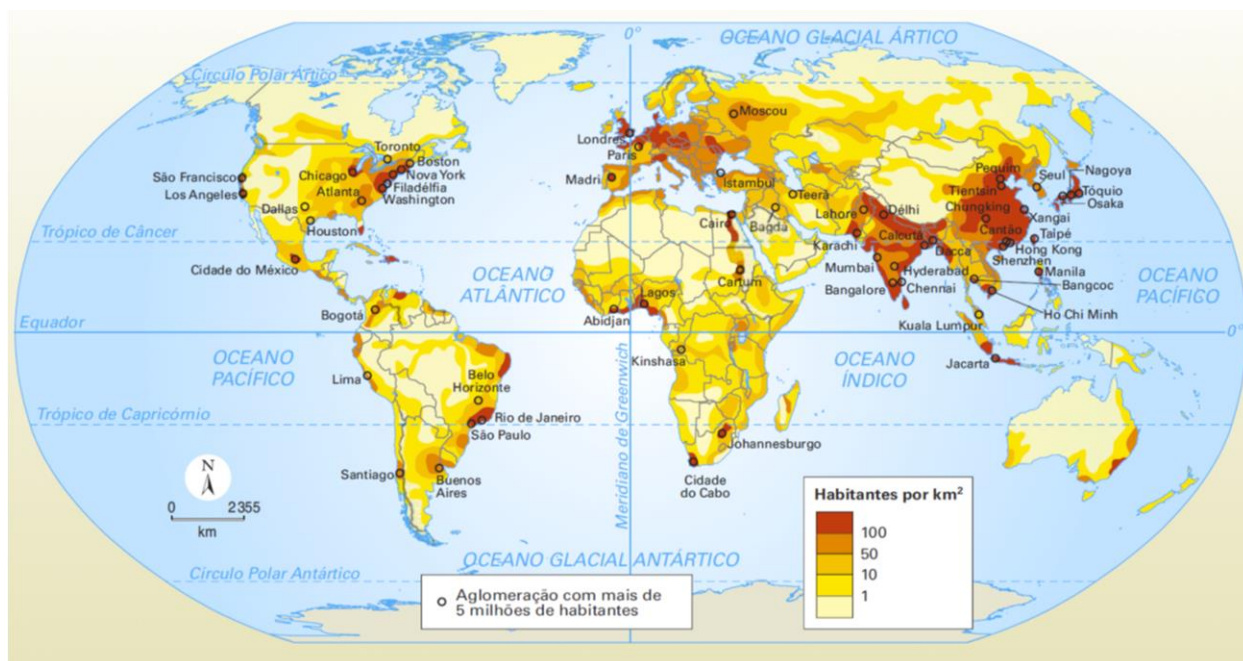 0°
OCEANO GLACIAL ÁRTICO
Círculo Polar Ártico
Moscou
Londres
Paris
Toronto
Boston
Chicago
Nova York
Filadélfia
Washington
Atlanta
São Francisco
Los Angeles
Dallas
Houston
Madri
Istambul
Teerã
Pequim
Seul
Nagoya
Tientsin
Tóquio
Osaka
Chungking
Xangai
Lahore
Délhi
Cairo
Bagdá
Trópico de Câncer
Calcutá
Cantão
Taipé
Karachi
Dacca
Hong Kong
Shenzhen
Cidade do México
OCEANO
ATLÂNTICO
Mumbai
Hyderabad
Manila
OCEANO
PACÍFICO
Cartum
Bangalore
Chennai
Bangcoc
Lagos
Bogotá
Abidjan
Ho Chi Minh
Equador
Kuala Lumpur
0°
OCEANO
PACÍFICO
Kinshasa
OCEANO
ÍNDICO
Jacarta
Lima
Belo
Horizonte
Meridiano de Greenwich
Trópico de Capricórnio
Rio de Janeiro
São Paulo
Johannesburgo
Santiago
Buenos
Aires
Cidade
do Cabo
N
0 2355
km
Habitantes por km²
100
50
10
1
OCEANO GLACIAL ANTÁRTICO
Círculo Polar Antártico
Aglomeração com mais de
5 milhões de habitantes